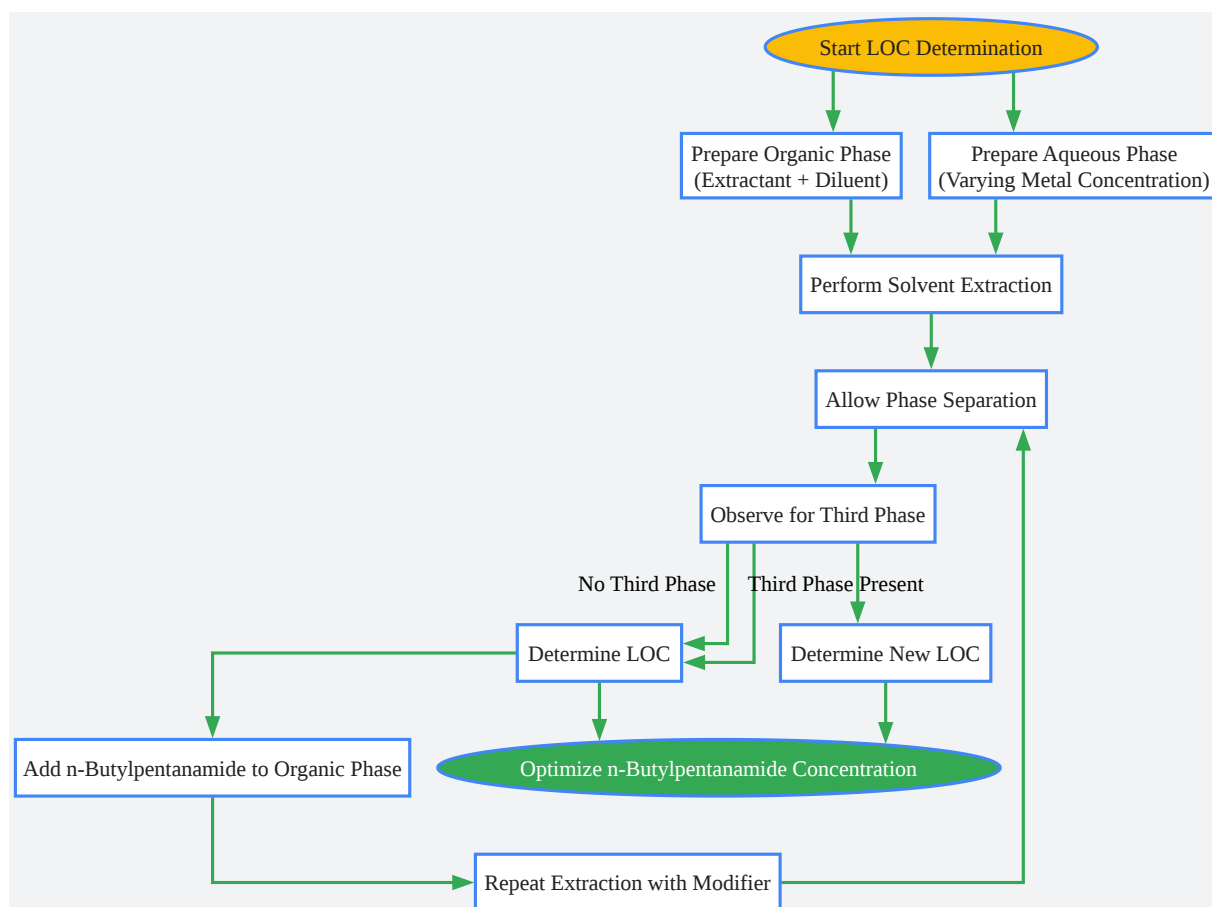 Start LOC Determination
Prepare Organic Phase
(Extractant + Diluent)
Prepare Aqueous Phase
(Varying Metal Concentration)
Perform Solvent Extraction
Allow Phase Separation
Observe for Third Phase
No Third Phase
Third Phase Present
Determine LOC
Determine New LOC
Add n-Butylpentanamide to Organic Phase
Optimize n-Butylpentanamide Concentration
Repeat Extraction with Modifier